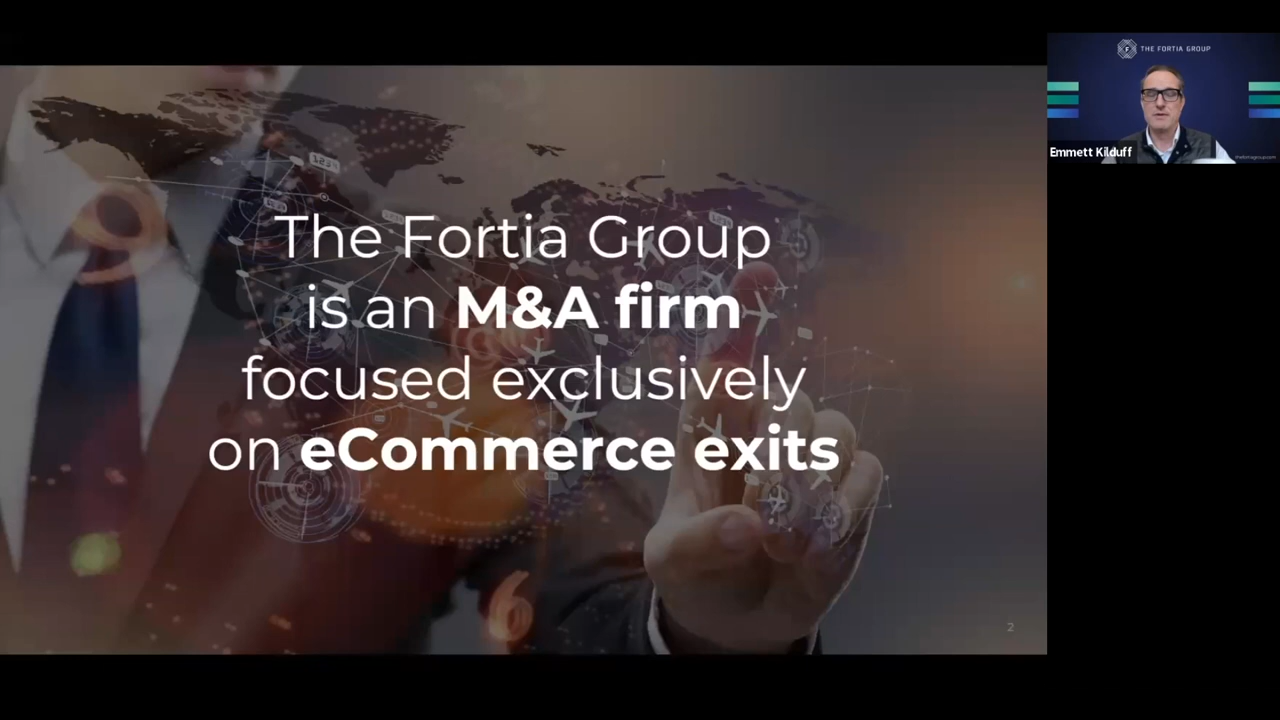 The Fortia Group
is an M&A firm
focused exclusively
on eCommerce exits
2
THE FORTIA GROUP
Emmett Kilduff